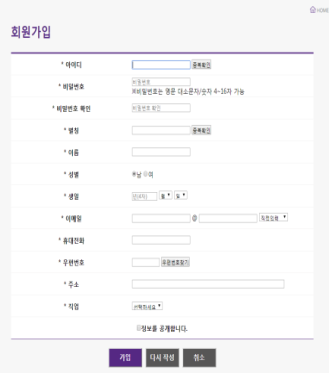 HOME
회원가입
* 아이디 중복확인
* 비밀번호 비밀번호
※비밀번호는 영문 대소문자/숫자 4~16자 가능
* 비밀번호 확인 비밀번호 확인
* 별칭 중복확인
* 이름
* 성별 남 여
* 생일 년(4자) 월 일
* 이메일 @ 직접입력
* 휴대전화
* 우편번호 우편번호찾기
* 주소
* 직업 선택하세요
정보를 공개합니다.
가입 다시 작성 취소